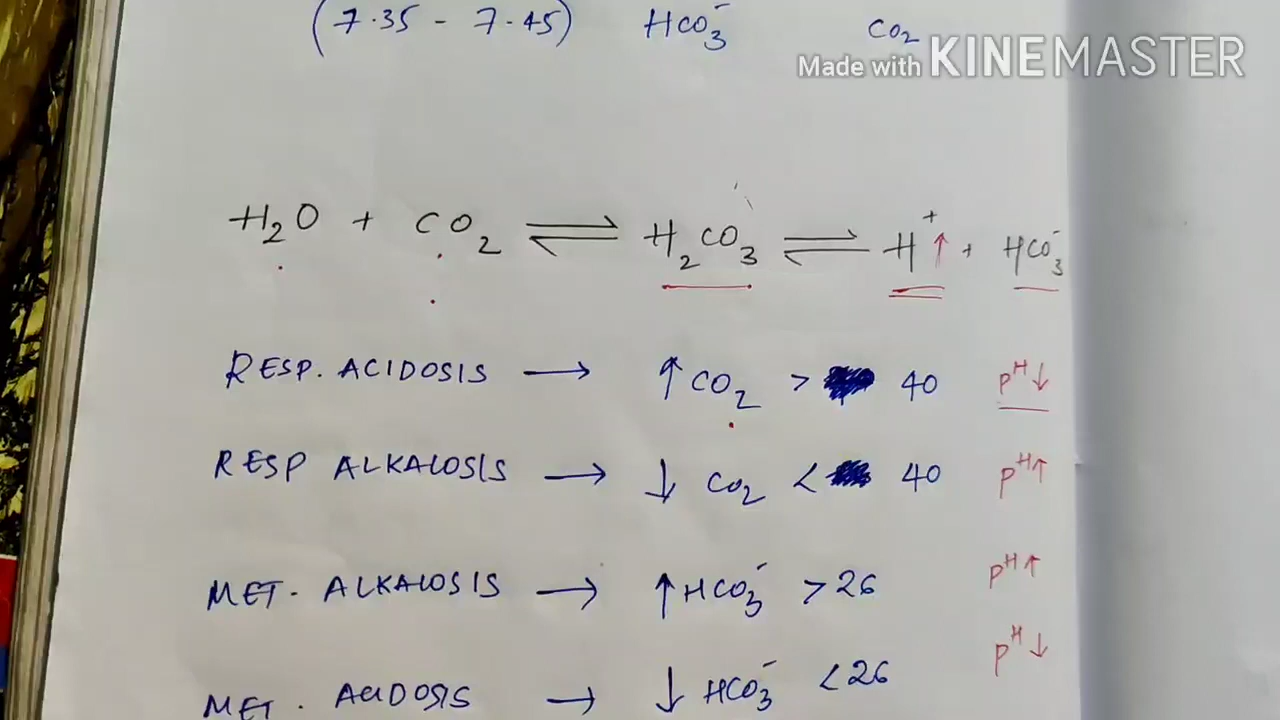 (7.35 - 7.45) HCO₃⁻ CO₂
Made with KINEMASTER
H₂O + CO₂ ⇌ H₂CO₃ ⇌ H⁺ ↑ + HCO₃⁻
RESP. ACIDOSIS → ↑ CO₂ > 40 pH↓
RESP ALKALOSIS → ↓ CO₂ < 40 pH↑
MET. ALKALOSIS → ↑ HCO₃⁻ > 26 pH↑
MET. ACIDOSIS → ↓ HCO₃⁻ < 26 pH↓